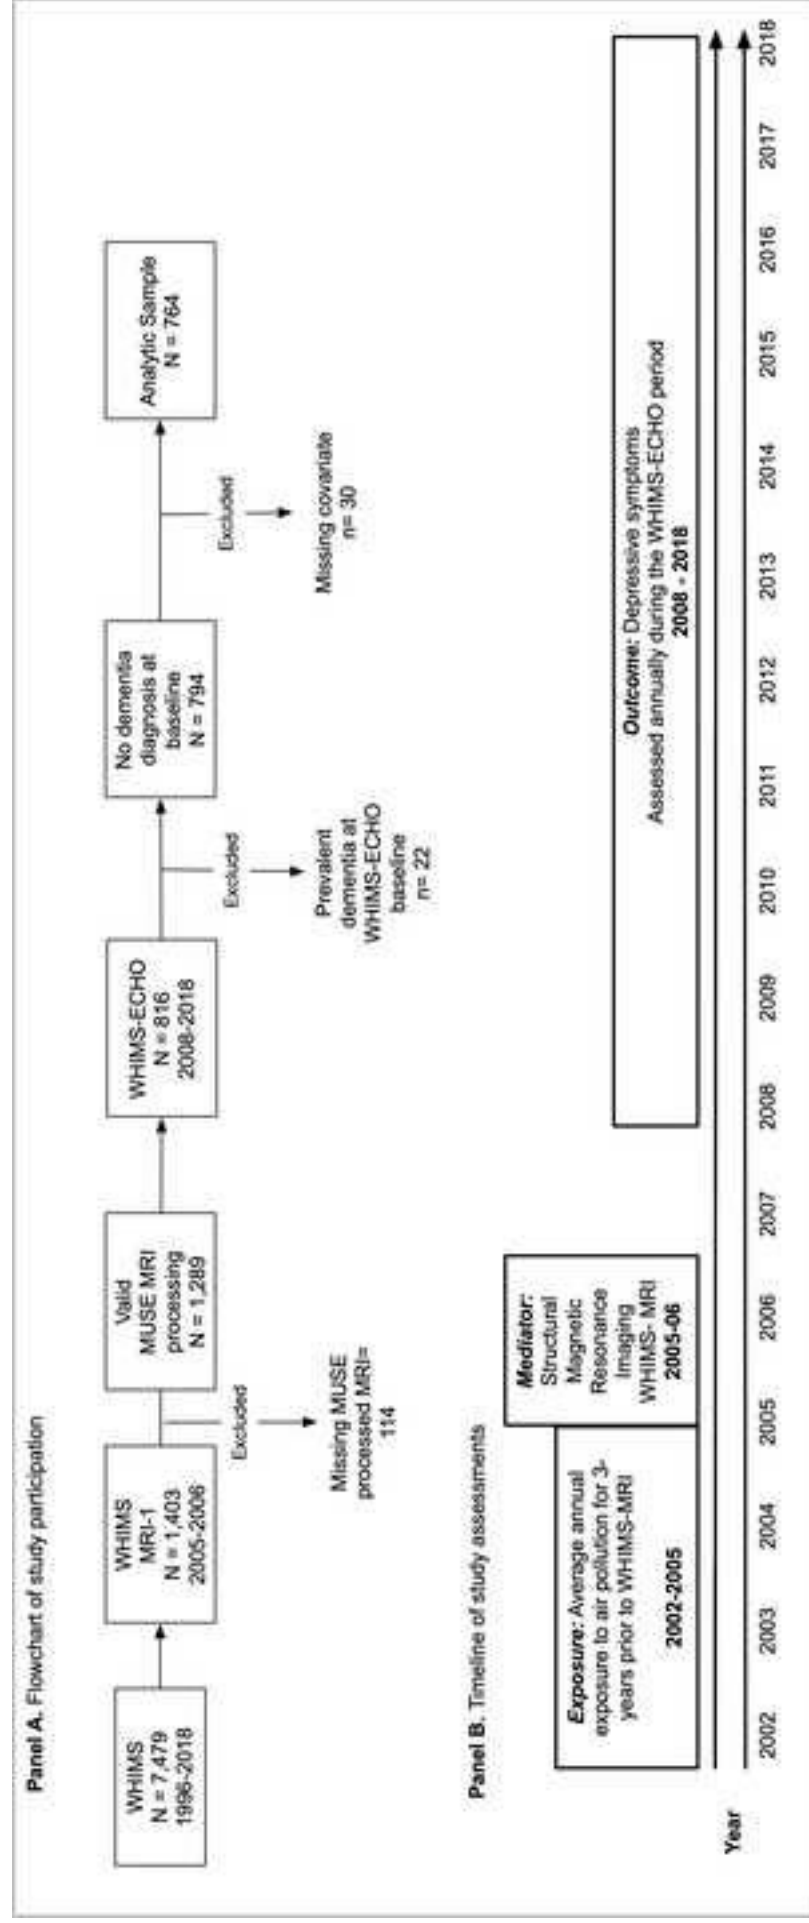 Panel A. Flowchart of study participation
WHIMS
N = 7,479
1996-2018
WHIMS
MRI-1
N = 1,403
2005-2006
Excluded
Missing MUSE
processed MRI=
114
Valid
MUSE MRI
processing
N = 1,289
WHIMS-ECHO
N = 816
2008-2018
Excluded
Prevalent
dementia at
WHIMS-ECHO
baseline
n= 22
No dementia
diagnosis at
baseline
N = 794
Excluded
Missing covariate
n= 30
Analytic Sample
N = 764
Panel B. Timeline of study assessments
Exposure: Average annual
exposure to air pollution for 3-
years prior to WHIMS-MRI
2002-2005
Mediator:
Structural
Magnetic
Resonance
Imaging
WHIMS- MRI
2005-06
Outcome: Depressive symptoms
Assessed annually during the WHIMS-ECHO period
2008 - 2018
Year
2002
2003
2004
2005
2006
2007
2008
2009
2010
2011
2012
2013
2014
2015
2016
2017
2018